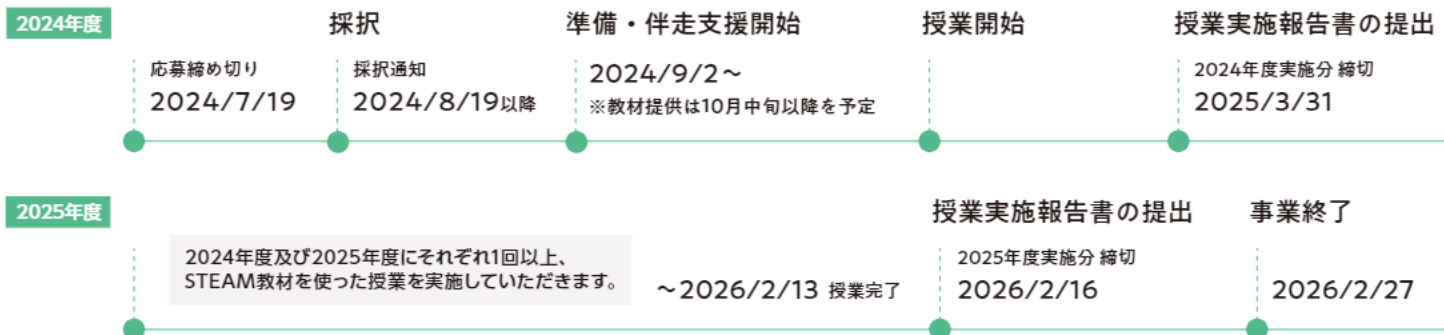 2024年度
採択
準備・伴走支援開始
授業開始
授業実施報告書の提出
応募締め切り
2024/7/19
採択通知
2024/8/19以降
2024/9/2～
※教材提供は10月中旬以降を予定
2024年度実施分 締切
2025/3/31
2025年度
授業実施報告書の提出
事業終了
2024年度及び2025年度にそれぞれ1回以上、
STEAM教材を使った授業を実施していただきます。
～2026/2/13 授業完了
2025年度実施分 締切
2026/2/16
2026/2/27